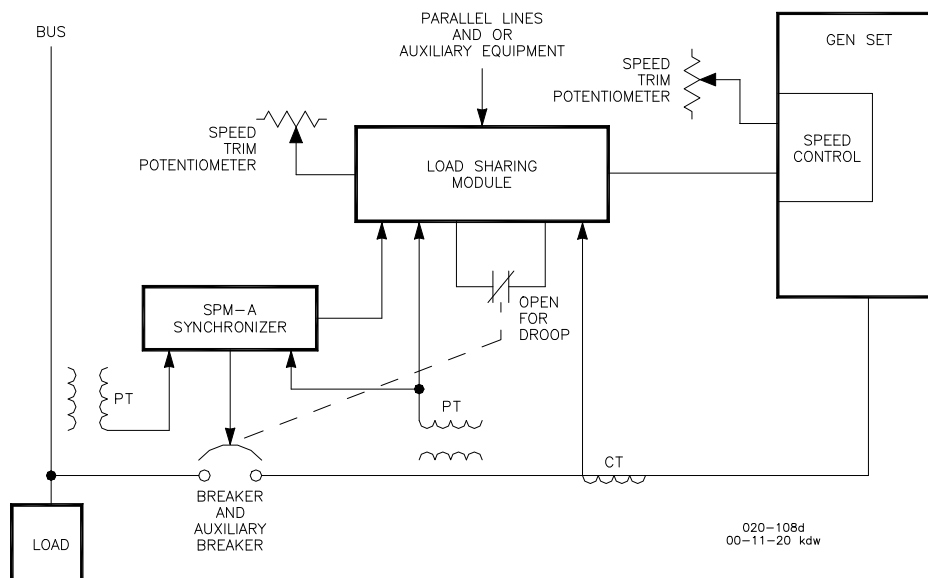 PARALLEL LINES
AND OR
AUXILIARY EQUIPMENT
BUS
GEN SET
SPEED
TRIM
POTENTIOMETER
SPEED
TRIM
POTENTIOMETER
LOAD SHARING
MODULE
SPEED
CONTROL
SPM-A
SYNCHRONIZER
OPEN
FOR
DROOP
PT
PT
CT
BREAKER
AND
AUXILIARY
BREAKER
LOAD
020-108d
00-11-20 kdw